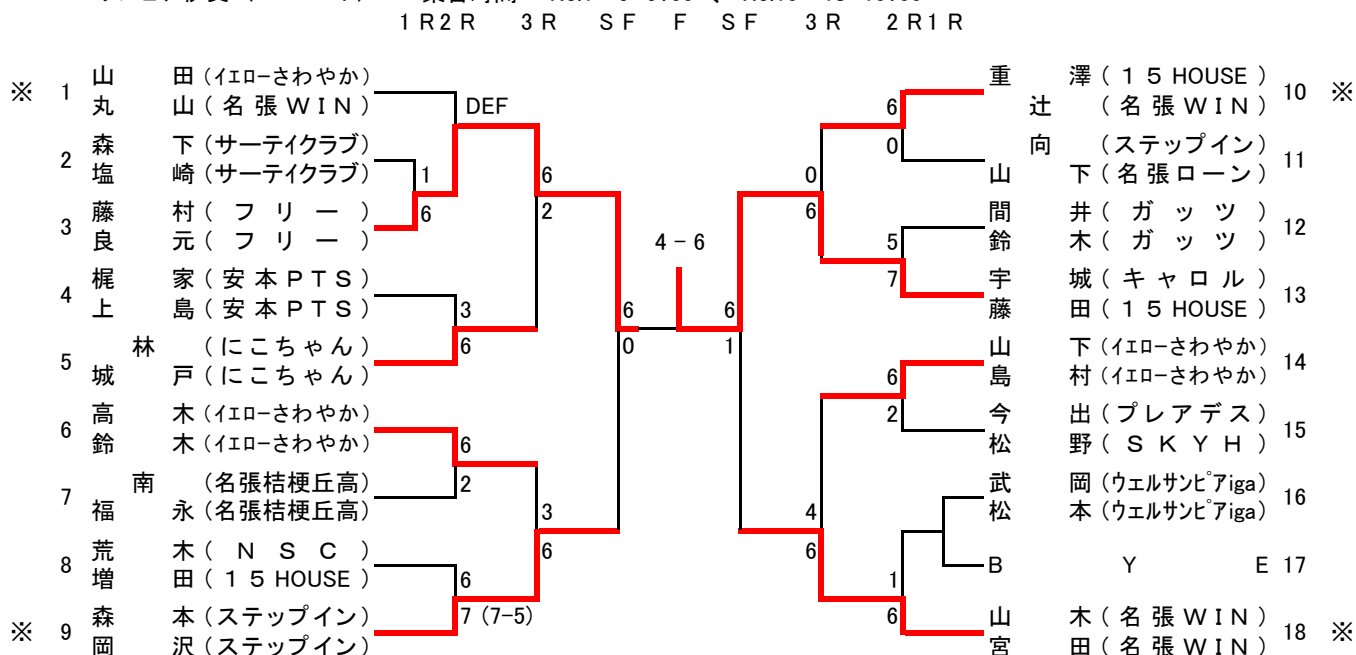 1R 2R 3R SF F SF 3R 2R 1R
※ 1 山田(イエローさわやか)
丸山(名張WIN)
DEF
2 森下(サーティクラブ)
塩崎(サーティクラブ)
1
6
3 藤村(フリー)
良元(フリー)
6
2
4 梶家(安本PTS)
上島(安本PTS)
3
6
5 林(にこちゃん)
城戸(にこちゃん)
6
0
6 高木(イエローさわやか)
鈴木(イエローさわやか)
6
2
7 南(名張桔梗丘高)
福永(名張桔梗丘高)
3
6
8 荒木(NSC)
増田(15HOUSE)
6
7 (7-5)
※ 9 森本(ステップイン)
岡沢(ステップイン)
4-6
重澤(15HOUSE) 10 ※
辻(名張WIN)
6
0
向(ステップイン) 11
山下(名張ローン)
0
6
間井(ガッツ) 12
鈴木(ガッツ)
5
7
宇城(キャロル) 13
藤田(15HOUSE)
6
1
山下(イエローさわやか) 14
島村(イエローさわやか)
6
2
今出(プレアデス) 15
松野(SKYH)
4
6
武岡(ウェルサンピアiga) 16
松本(ウェルサンピアiga)
BYE 17
1
6
山木(名張WIN) 18 ※
宮田(名張WIN)